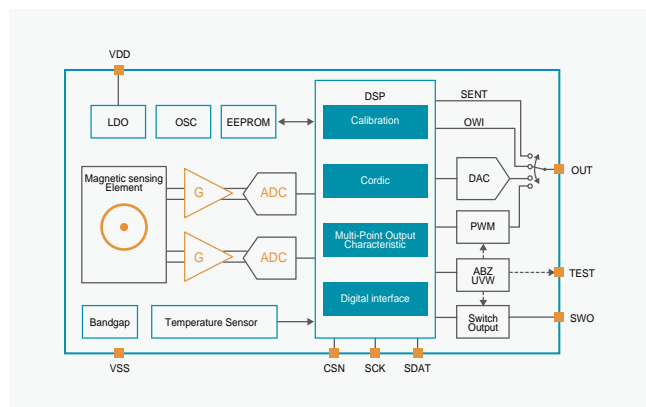 VDD
LDO
OSC
EEPROM
DSP
Calibration
SENT
OWI
Magnetic sensing
Element
G
ADC
Cordic
DAC
OUT
G
ADC
Multi-Point Output
Characteristic
PWM
ABZ
UVW
TEST
Digital interface
Bandgap
Temperature Sensor
Switch
Output
SWO
VSS
CSN
SCK
SDAT